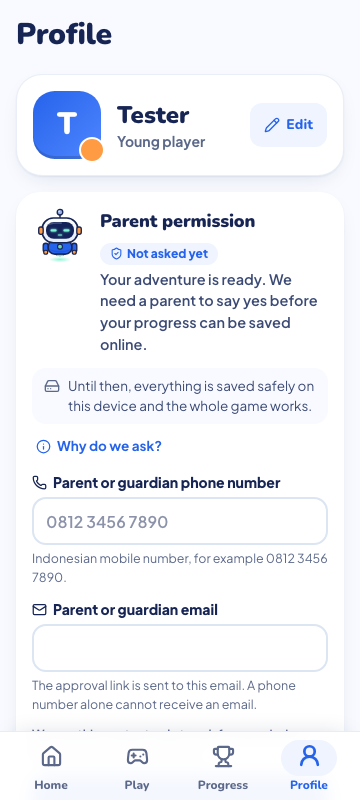 Profile
T
Tester
Young player
Edit
Parent permission
Not asked yet
Your adventure is ready. We
need a parent to say yes before
your progress can be saved
online.
Until then, everything is saved safely on
this device and the whole game works.
Why do we ask?
Parent or guardian phone number
0812 3456 7890
Indonesian mobile number, for example 0812 3456
7890.
Parent or guardian email
The approval link is sent to this email. A phone
number alone cannot receive an email.
Home
Play
Progress
Profile